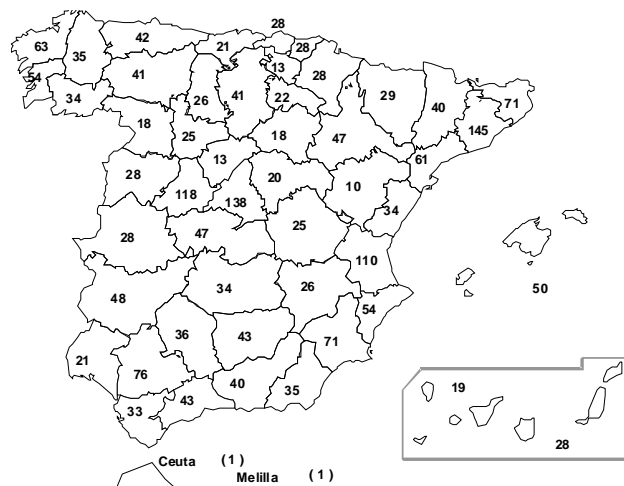 28
63 42 21 28
35
54 41 13 28
34 26 41 22 29 40 71
18 25 18 47 145
13 61
28 118 138 20 10 34
28 47 25
110
50
48 34 26 54
36 43 71
21 76 40 35
33 43
19
28
Ceuta (1)
Melilla (1)